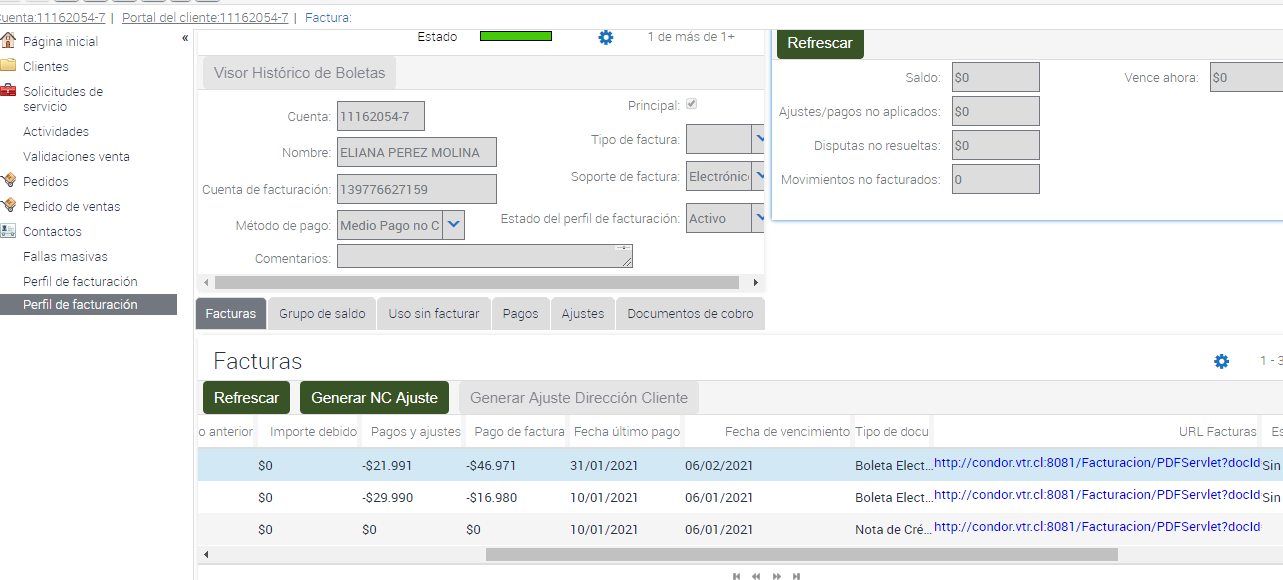 uenta:11162054-7 | Portal del cliente:11162054-7 | Factura:
«
Página inicial
Clientes
Solicitudes de
servicio
Actividades
Validaciones venta
Pedidos
Pedido de ventas
Contactos
Fallas masivas
Perfil de facturación
Perfil de facturación
Estado 1 de más de 1+
Visor Histórico de Boletas
Cuenta: 11162054-7
Nombre: ELIANA PEREZ MOLINA
Cuenta de facturación: 139776627159
Método de pago: Medio Pago no C
Comentarios:
Principal:
Tipo de factura:
Soporte de factura: Electrónic
Estado del perfil de facturación: Activo
Refrescar
Saldo: $0 Vence ahora: $0
Ajustes/pagos no aplicados: $0
Disputas no resueltas: $0
Movimientos no facturados: 0
Facturas Grupo de saldo Uso sin facturar Pagos Ajustes Documentos de cobro
Facturas 1 - 3
Refrescar Generar NC Ajuste Generar Ajuste Dirección Cliente
o anterior Importe debido Pagos y ajustes Pago de factura Fecha último pago Fecha de vencimiento Tipo de docu URL Facturas Es
$0 -$21.991 -$46.971 31/01/2021 06/02/2021 Boleta Elect... http://condor.vtr.cl:8081/Facturacion/PDFServlet?docId Sin
$0 -$29.990 -$16.980 10/01/2021 06/01/2021 Boleta Elect... http://condor.vtr.cl:8081/Facturacion/PDFServlet?docId Sin
$0 $0 $0 10/01/2021 06/01/2021 Nota de Cré... http://condor.vtr.cl:8081/Facturacion/PDFServlet?docId